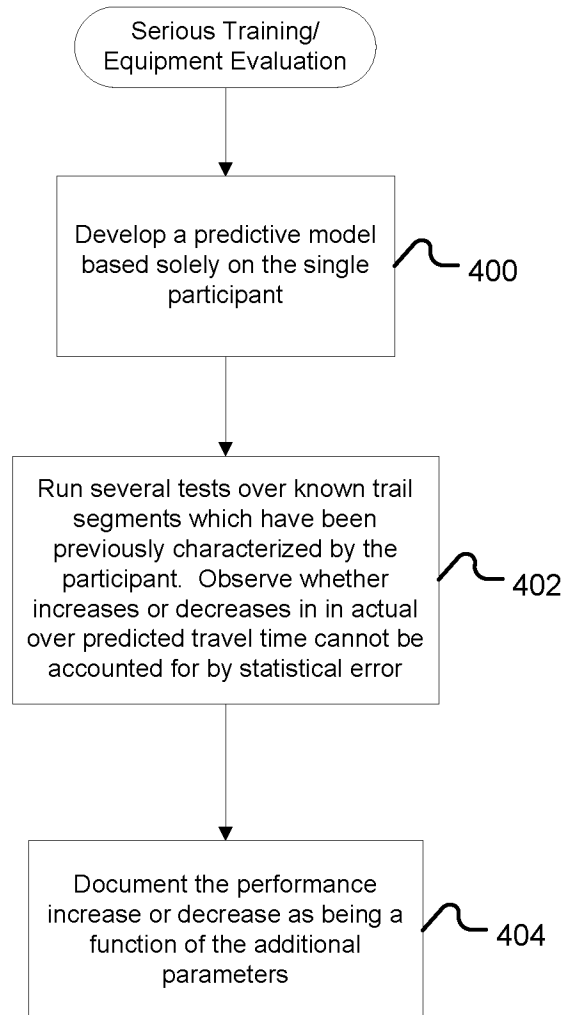 Serious Training/
Equipment Evaluation
Develop a predictive model
based solely on the single
participant
400
Run several tests over known trail
segments which have been
previously characterized by the
participant. Observe whether
increases or decreases in in actual
over predicted travel time cannot be
accounted for by statistical error
402
Document the performance
increase or decrease as being a
function of the additional
parameters
404